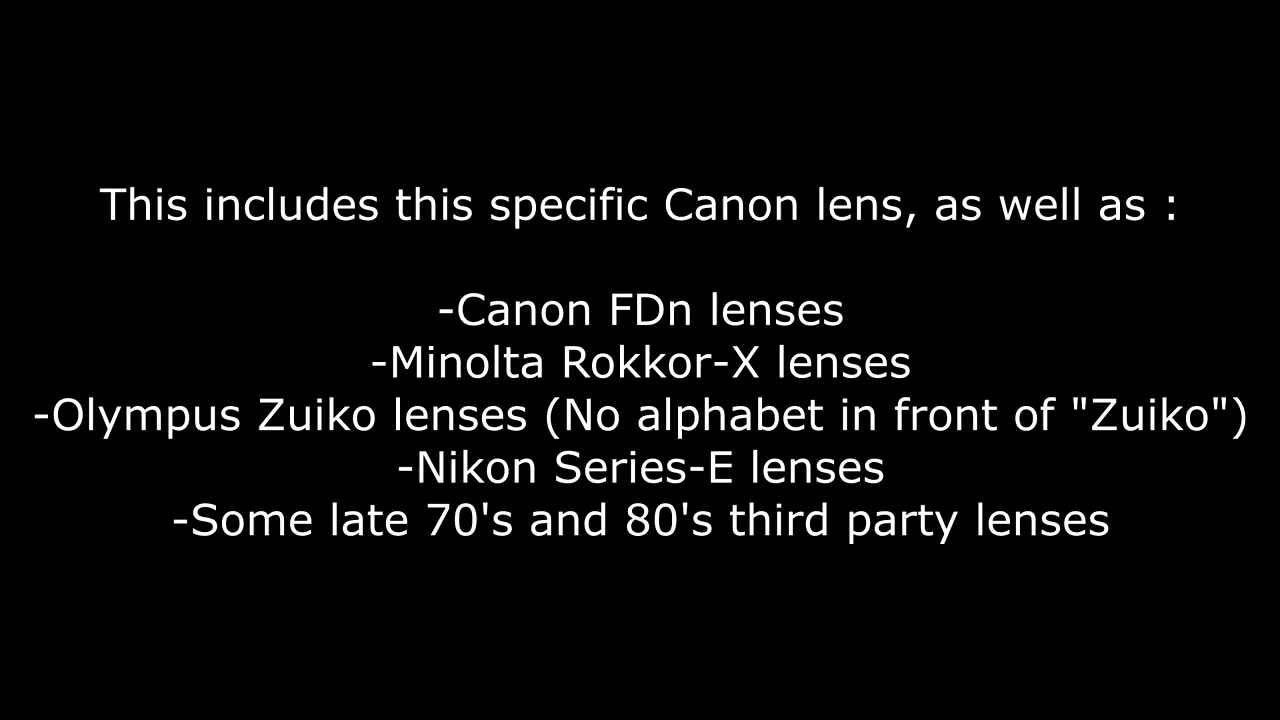 This includes this specific Canon lens, as well as :
-Canon FDn lenses
-Minolta Rokkor-X lenses
-Olympus Zuiko lenses (No alphabet in front of "Zuiko")
-Nikon Series-E lenses
-Some late 70's and 80's third party lenses